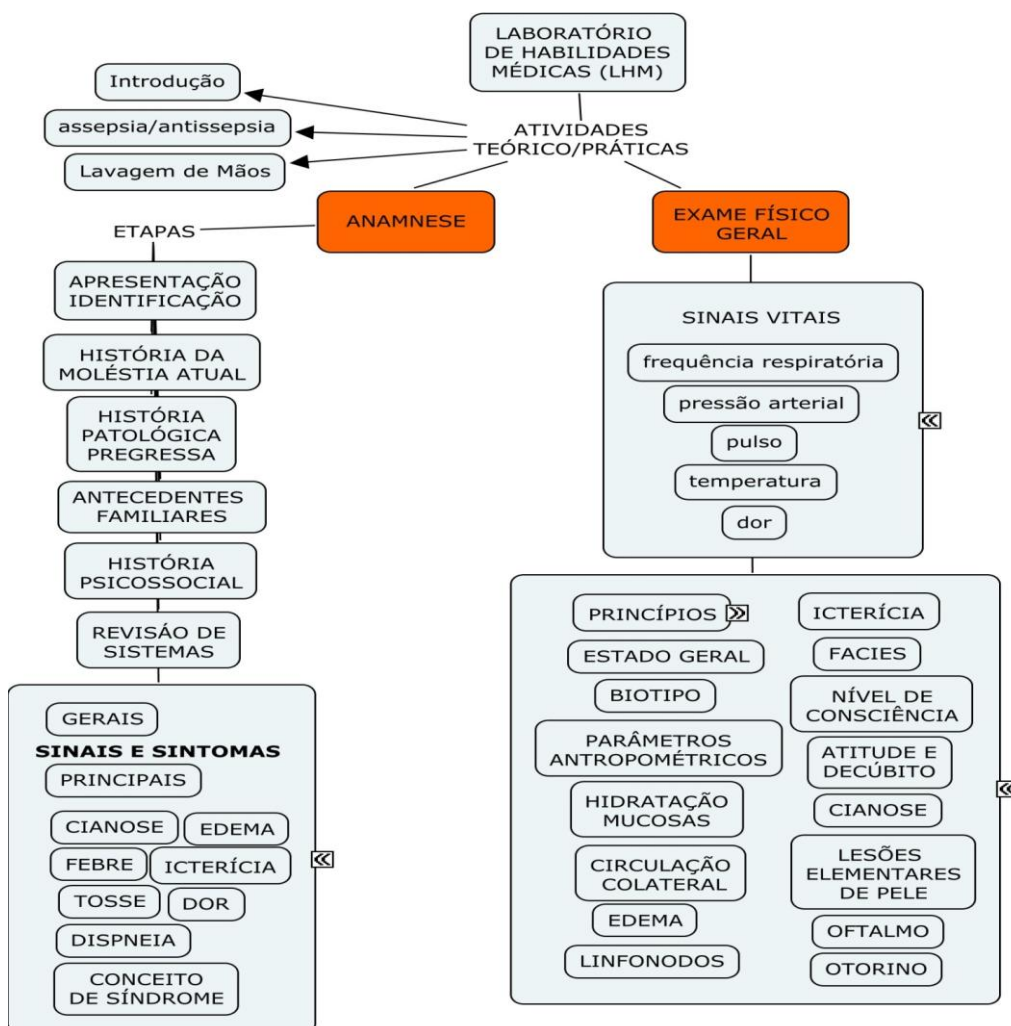 LABORATÓRIO
DE HABILIDADES
MÉDICAS (LHM)
Introdução
assepsia/antissepsia
Lavagem de Mãos
ATIVIDADES
TEÓRICO/PRÁTICAS
ANAMNESE
EXAME FÍSICO
GERAL
ETAPAS
APRESENTAÇÃO
IDENTIFICAÇÃO
HISTÓRIA DA
MOLÉSTIA ATUAL
HISTÓRIA
PATOLÓGICA
PREGRESSA
ANTECEDENTES
FAMILIARES
HISTÓRIA
PSICOSSOCIAL
REVISÁO DE
SISTEMAS
GERAIS
SINAIS E SINTOMAS
PRINCIPAIS
CIANOSE
EDEMA
FEBRE
ICTERÍCIA
TOSSE
DOR
DISPNEIA
CONCEITO
DE SÍNDROME
SINAIS VITAIS
frequência respiratória
pressão arterial
pulso
temperatura
dor
PRINCÍPIOS
ESTADO GERAL
BIOTIPO
PARÂMETROS
ANTROPOMÉTRICOS
HIDRATAÇÃO
MUCOSAS
CIRCULAÇÃO
COLATERAL
EDEMA
LINFONODOS
ICTERÍCIA
FACIES
NÍVEL DE
CONSCIÊNCIA
ATITUDE E
DECÚBITO
CIANOSE
LESÕES
ELEMENTARES
DE PELE
OFTALMO
OTORINO